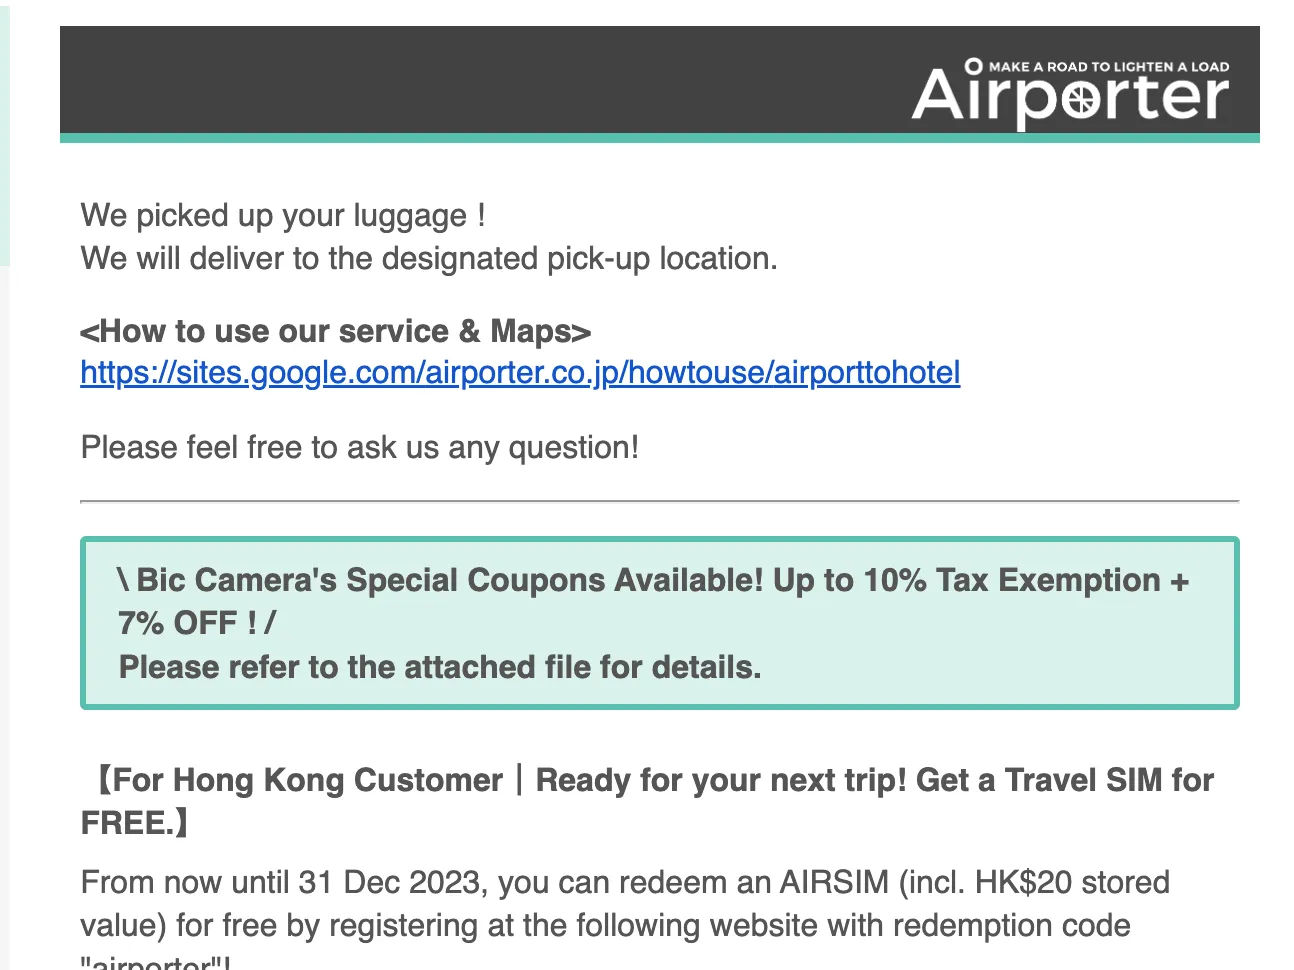 MAKE A ROAD TO LIGHTEN A LOAD
Airporter
We picked up your luggage !
We will deliver to the designated pick-up location.
<How to use our service & Maps>
https://sites.google.com/airporter.co.jp/howtouse/airporttohotel
Please feel free to ask us any question!
\ Bic Camera's Special Coupons Available! Up to 10% Tax Exemption +
7% OFF ! /
Please refer to the attached file for details.
【For Hong Kong Customer｜Ready for your next trip! Get a Travel SIM for
FREE.】
From now until 31 Dec 2023, you can redeem an AIRSIM (incl. HK$20 stored
value) for free by registering at the following website with redemption code
"airporter"!